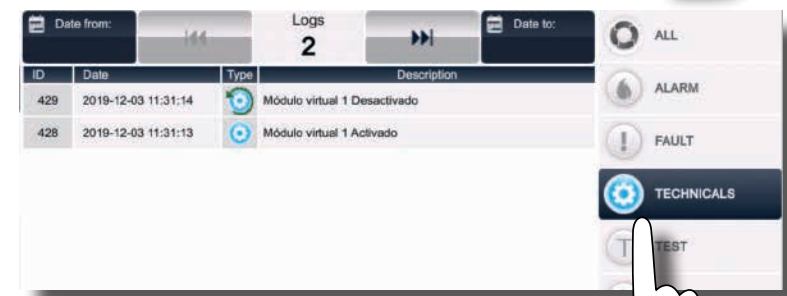 Date from:
Logs
2
Date to:
ID Date Type Description
429 2019-12-03 11:31:14 Módulo virtual 1 Desactivado
428 2019-12-03 11:31:13 Módulo virtual 1 Activado
ALL
ALARM
FAULT
TECHNICALS
TEST